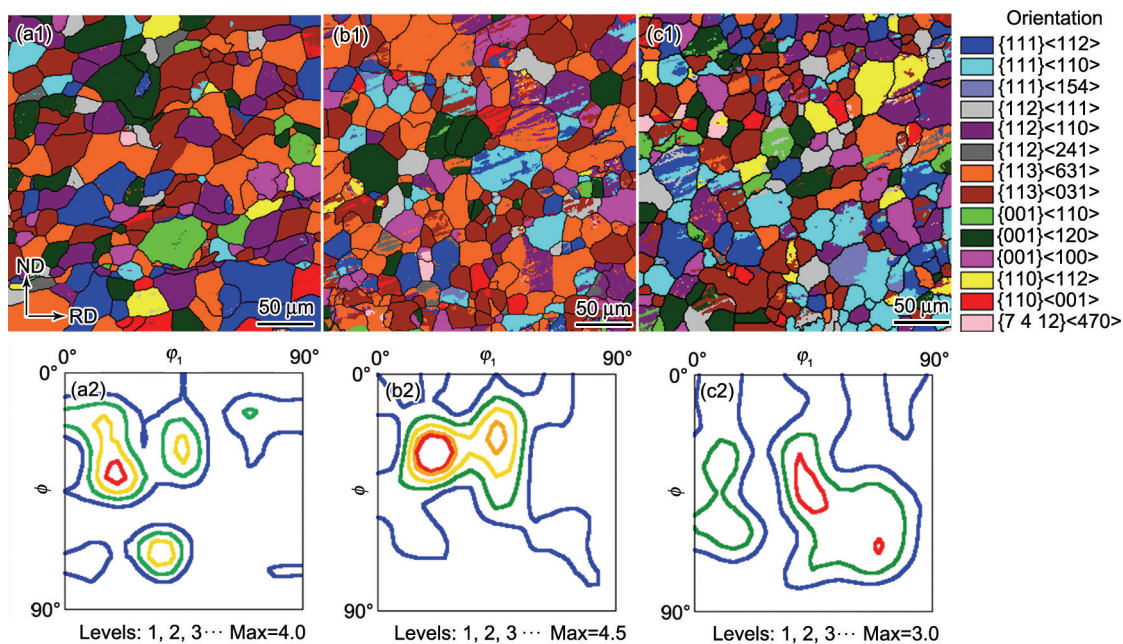 (a1)
(b1)
(c1)
Orientation
{111}<112>
{111}<110>
{111}<154>
{112}<111>
{112}<110>
{112}<241>
{113}<631>
{113}<031>
{001}<110>
{001}<120>
{001}<100>
{110}<112>
{110}<001>
{7 4 12}<470>
ND
RD
50 μm
50 μm
50 μm
0° φ₁ 90°
0° φ₁ 90°
0° φ₁ 90°
0°
(a2)
ϕ
90°
0°
(b2)
ϕ
90°
0°
(c2)
ϕ
90°
Levels: 1, 2, 3··· Max=4.0
Levels: 1, 2, 3··· Max=4.5
Levels: 1, 2, 3··· Max=3.0